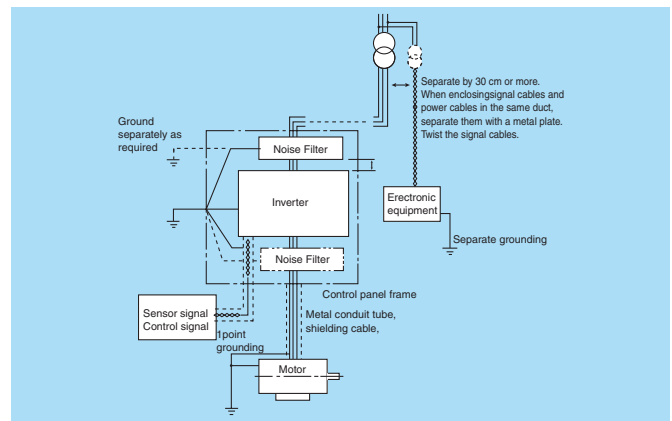 Separate by 30 cm or more.
When enclosingsignal cables and
power cables in the same duct,
separate them with a metal plate.
Twist the signal cables.
Ground
separately as
required
Noise Filter
Inverter
Erectronic
equipment
Separate grounding
Noise Filter
Control panel frame
Sensor signal
Control signal
Metal conduit tube,
shielding cable,
1point
grounding
Motor